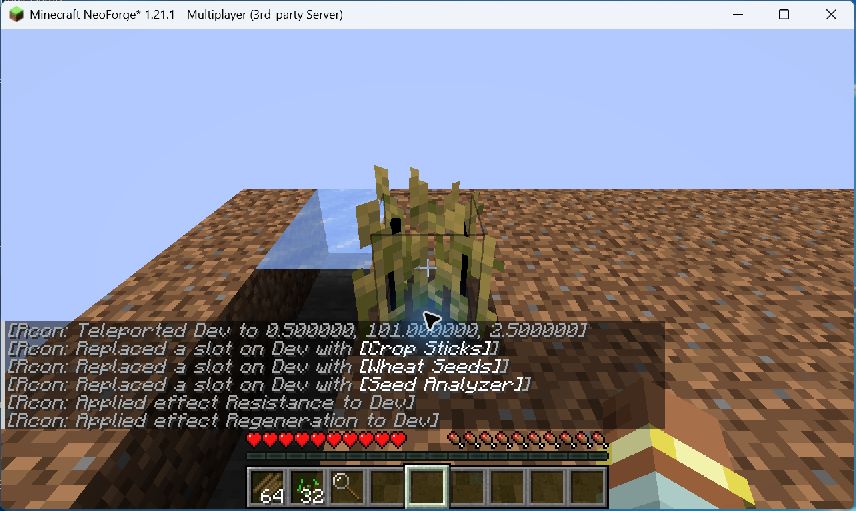 Minecraft NeoForge* 1.21.1 - Multiplayer (3rd-party Server)
[Rcon: Teleported Dev to 0.500000, 101.000000, 2.500000]
[Rcon: Replaced a slot on Dev with [Crop Sticks]]
[Rcon: Replaced a slot on Dev with [Wheat Seeds]]
[Rcon: Replaced a slot on Dev with [Seed Analyzer]]
[Rcon: Applied effect Resistance to Dev]
[Rcon: Applied effect Regeneration to Dev]
64 32